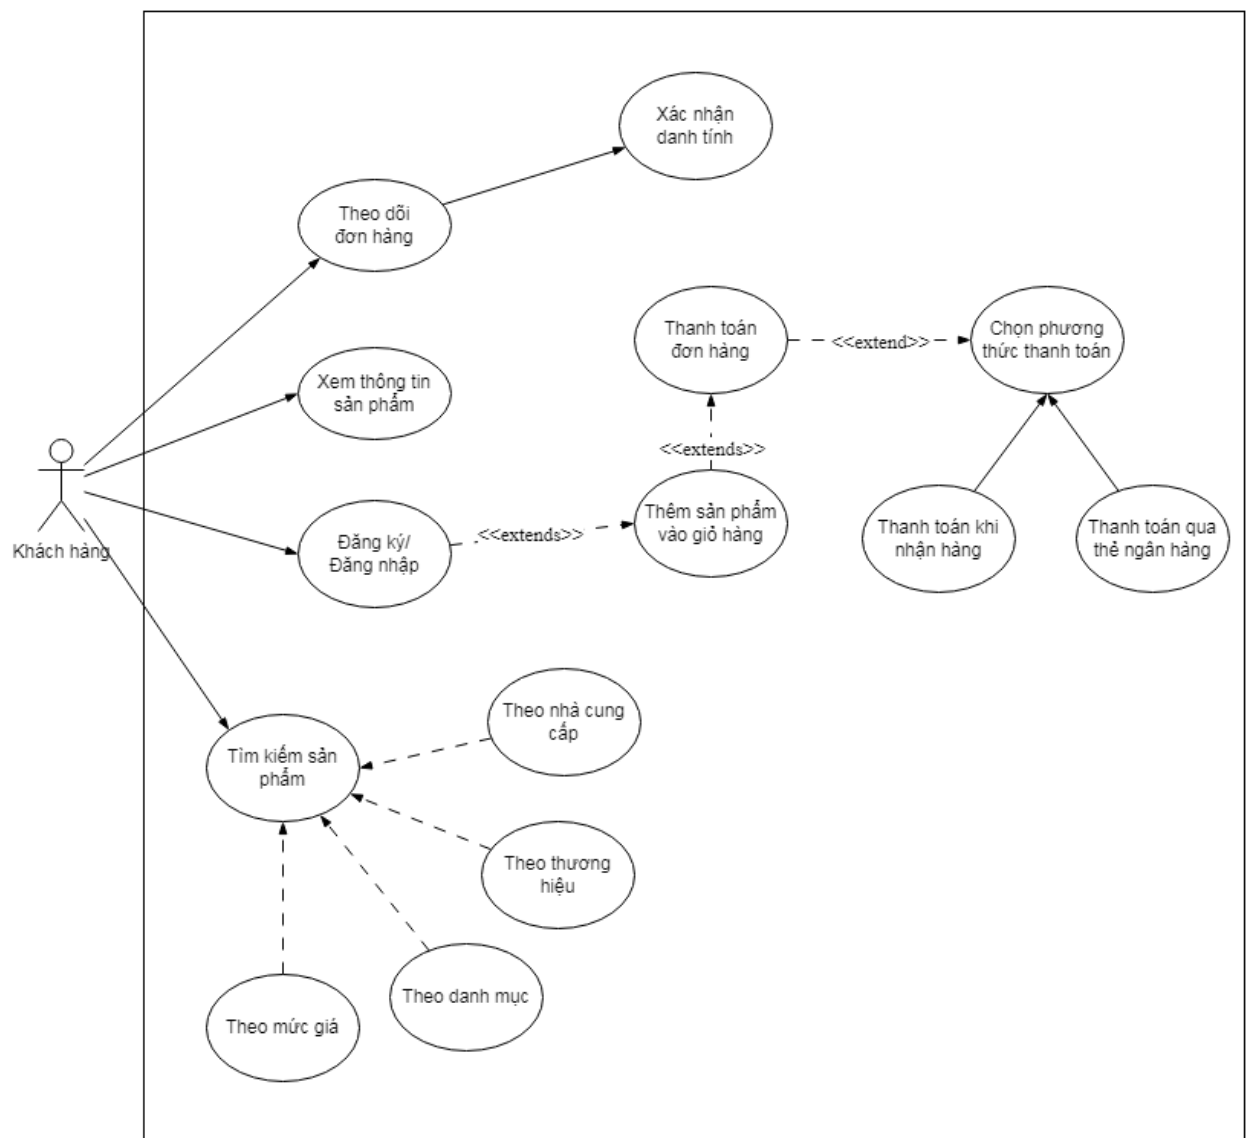 Xác nhận
danh tính
Theo dõi
đơn hàng
Thanh toán
đơn hàng
<<extend>>
Chọn phương
thức thanh toán
Xem thông tin
sản phẩm
Khách hàng
<<extends>>
Đăng ký/
Đăng nhập
<<extends>>
Thêm sản phẩm
vào giỏ hàng
Thanh toán khi
nhận hàng
Thanh toán qua
thẻ ngân hàng
Theo nhà cung
cấp
Tìm kiếm sản
phẩm
Theo thương
hiệu
Theo danh mục
Theo mức giá